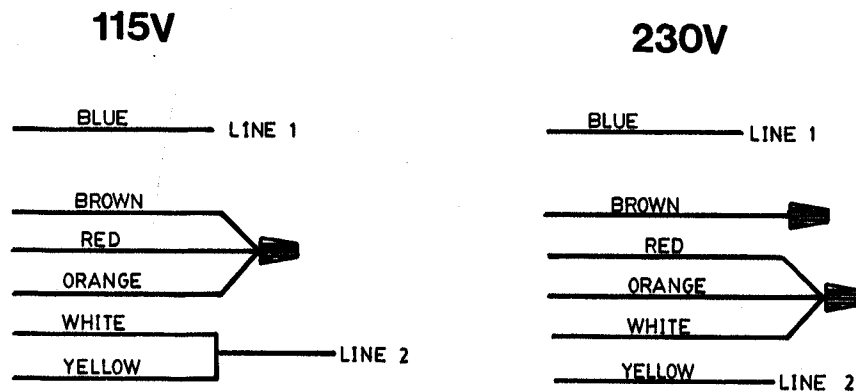 115V
BLUE
LINE 1
BROWN
RED
ORANGE
WHITE
YELLOW
LINE 2
230V
BLUE
LINE 1
BROWN
RED
ORANGE
WHITE
YELLOW
LINE 2